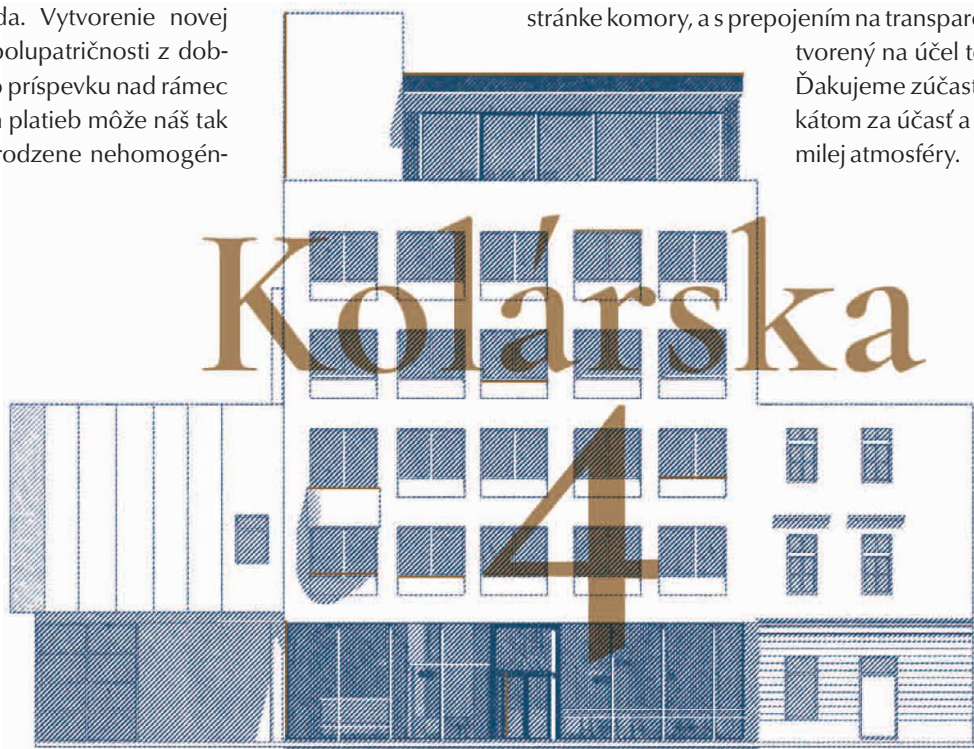 da. Vytvorenie novej
polupatričnosti z dob-
o príspevku nad rámec
platieb môže náš tak
rodzene nehomogén-
stránke komory, a s prepojením na transpar
tvorený na účel
Ďakujeme zúčast
kátom za účasť a
milej atmosféry.
Kolárska
4